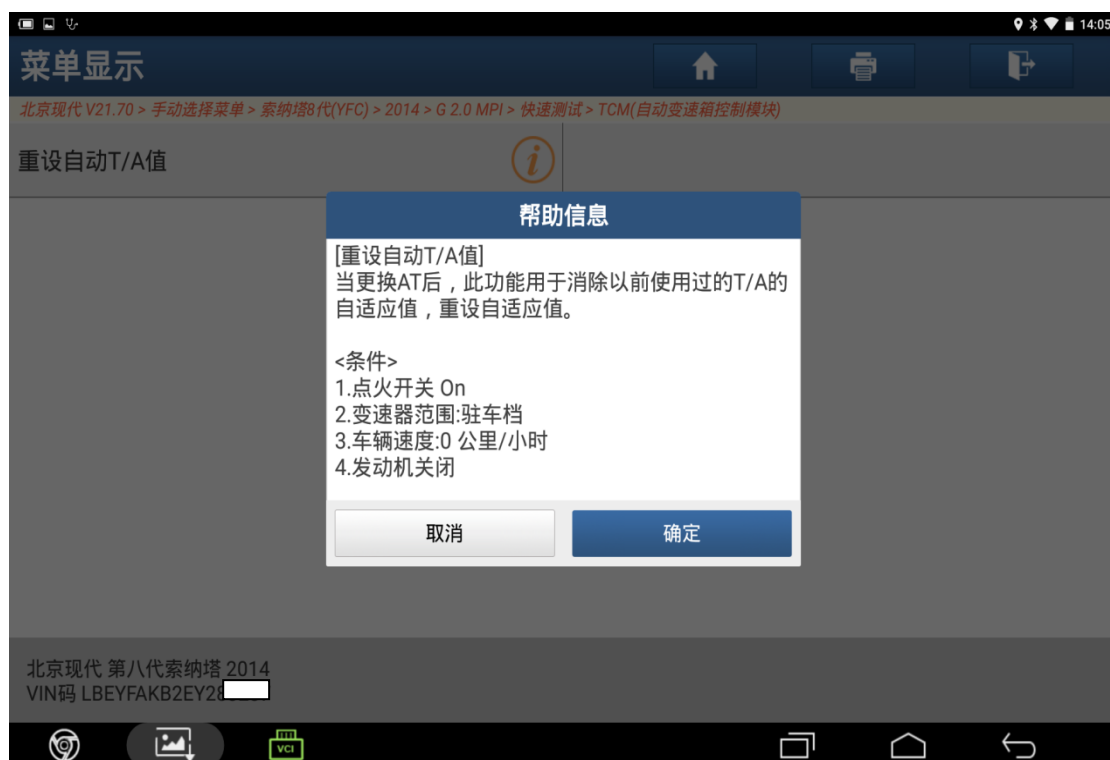 14:05
菜单显示
北京现代 V21.70 > 手动选择菜单 > 索纳塔8代(YFC) > 2014 > G 2.0 MPI > 快速测试 > TCM(自动变速箱控制模块)
重设自动T/A值
i
帮助信息
[重设自动T/A值]
当更换AT后，此功能用于消除以前使用过的T/A的
自适应值，重设自适应值。
<条件>
1.点火开关 On
2.变速器范围:驻车档
3.车辆速度:0 公里/小时
4.发动机关闭
取消
确定
北京现代 第八代索纳塔 2014
VIN码 LBEYFAKB2EY2
VCI